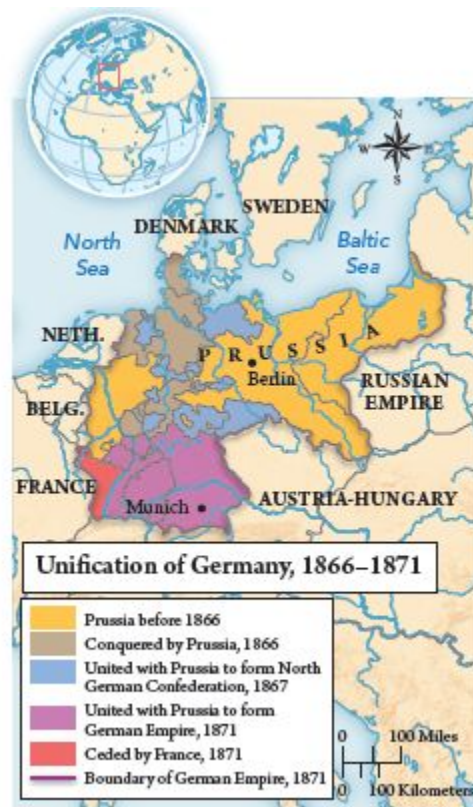 N
W E
S
SWEDEN
DENMARK
North
Sea
Baltic
Sea
NETH.
PRUSSIA
Berlin
BELG.
RUSSIAN
EMPIRE
FRANCE
Munich
AUSTRIA-HUNGARY
Unification of Germany, 1866–1871
Prussia before 1866
Conquered by Prussia, 1866
United with Prussia to form North
German Confederation, 1867
United with Prussia to form
German Empire, 1871
Ceded by France, 1871
Boundary of German Empire, 1871
0 100 Miles
0 100 Kilometers